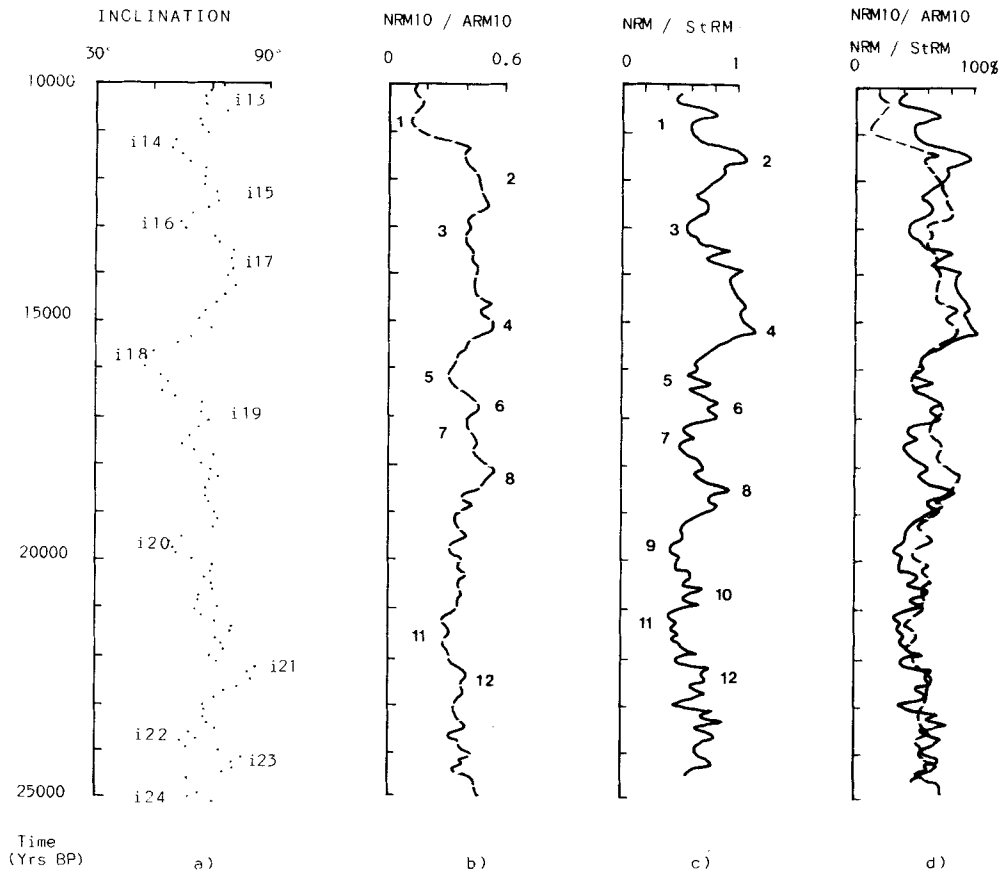 INCLINATION
30° 90°
NRM10 / ARM10
0 0.6
NRM / StRM
0 1
NRM10/ ARM10
NRM / StRM
0 100%
10000
15000
20000
25000
Time
(Yrs BP)
i13
i14
i15
i16
i17
i18
i19
i20
i21
i22
i23
i24
a)
1
2
3
4
5
6
7
8
11
12
b)
1
2
3
4
5
6
7
8
9
10
11
12
c)
d)